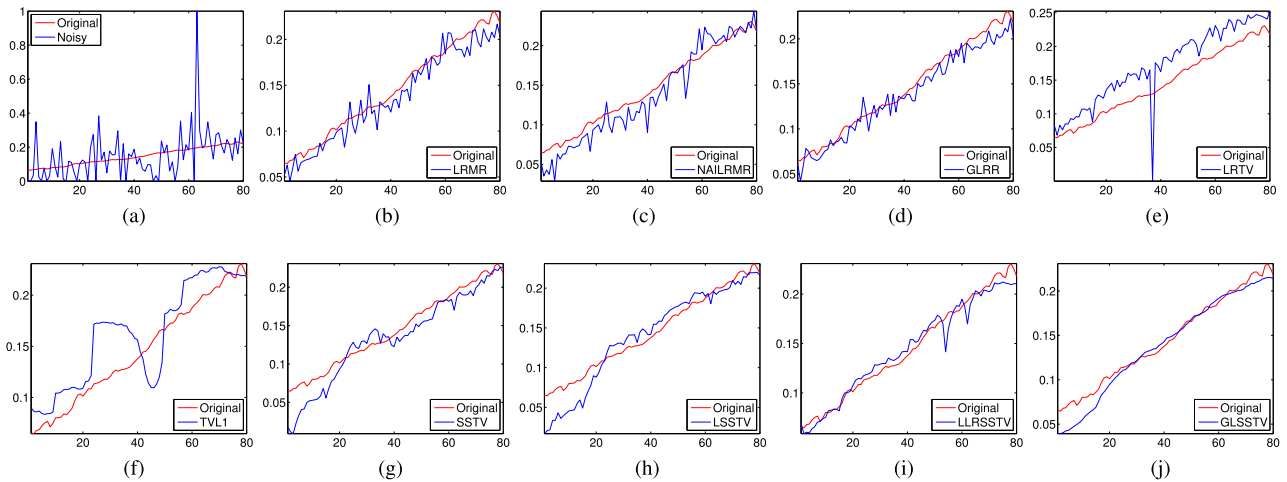 1
0.8
0.6
0.4
0.2
0
0
20
40
60
80
Original
Noisy
(a)
0.2
0.15
0.1
0.05
20
40
60
80
Original
LRMR
(b)
0.2
0.15
0.1
0.05
20
40
60
80
Original
NAILRMR
(c)
0.2
0.15
0.1
0.05
20
40
60
80
Original
GLRR
(d)
0.25
0.2
0.15
0.1
0.05
0
0
20
40
60
80
Original
LRTV
(e)
0.2
0.15
0.1
20
40
60
80
Original
TVL1
(f)
0.2
0.15
0.1
0.05
20
40
60
80
Original
SSTV
(g)
0.2
0.15
0.1
0.05
20
40
60
80
Original
LSSTV
(h)
0.2
0.15
0.1
20
40
60
80
Original
LLRSSTV
(i)
0.2
0.15
0.1
0.05
20
40
60
80
Original
GLSSTV
(j)